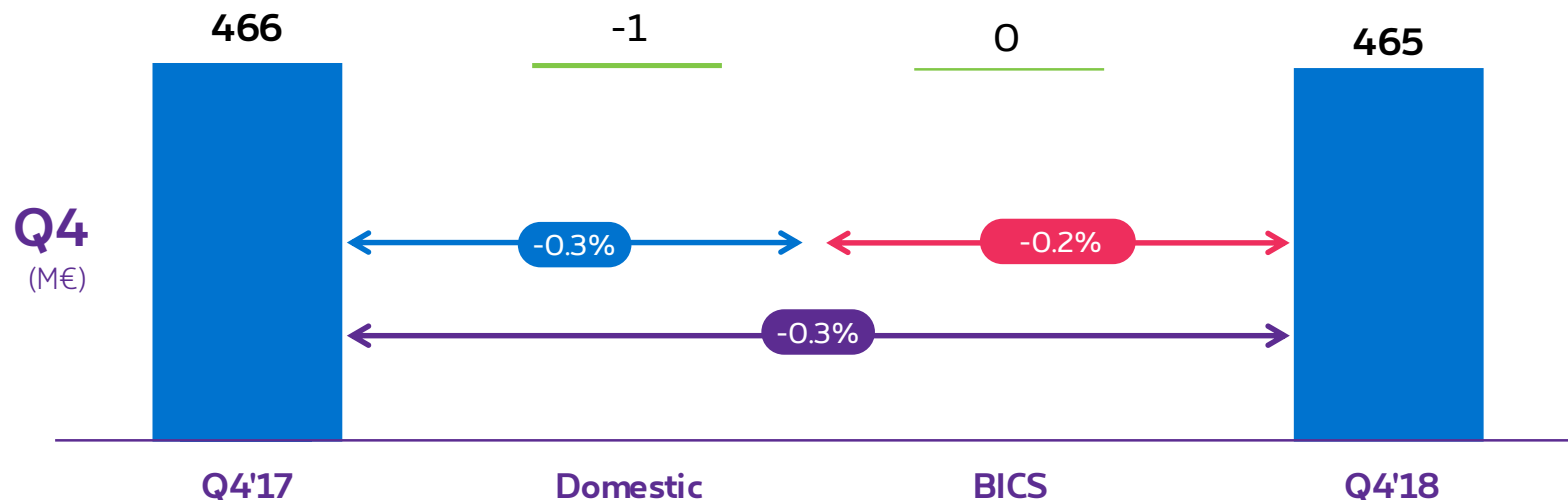 466
-1
0
465
Q4
(M€)
-0.3%
-0.2%
-0.3%
Q4'17
Domestic
BICS
Q4'18